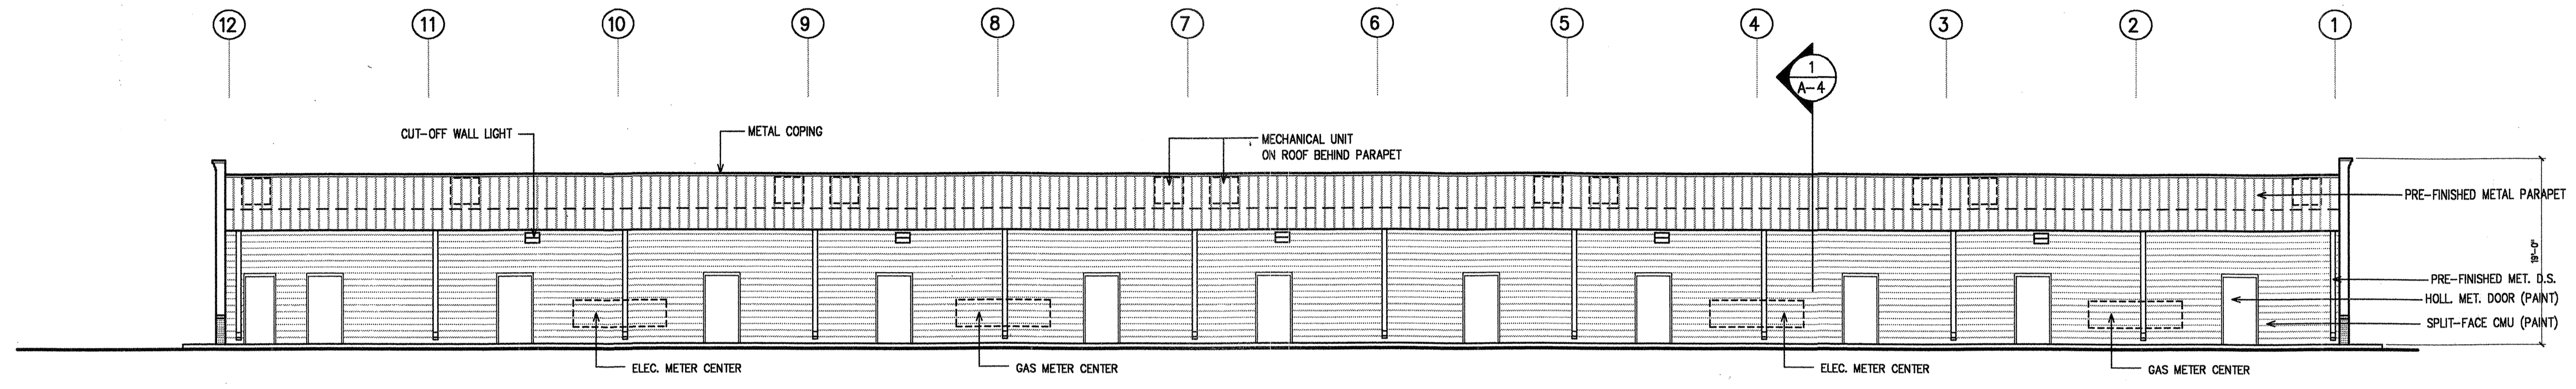 12 11 10 9 8 7 6 5 4 3 2 1
1
A-4
CUT-OFF WALL LIGHT
METAL COPING
MECHANICAL UNIT
ON ROOF BEHIND PARAPET
PRE-FINISHED METAL PARAPET
19'-0"
PRE-FINISHED MET. D.S.
HOLL. MET. DOOR (PAINT)
SPLIT-FACE CMU (PAINT)
ELEC. METER CENTER
GAS METER CENTER
ELEC. METER CENTER
GAS METER CENTER